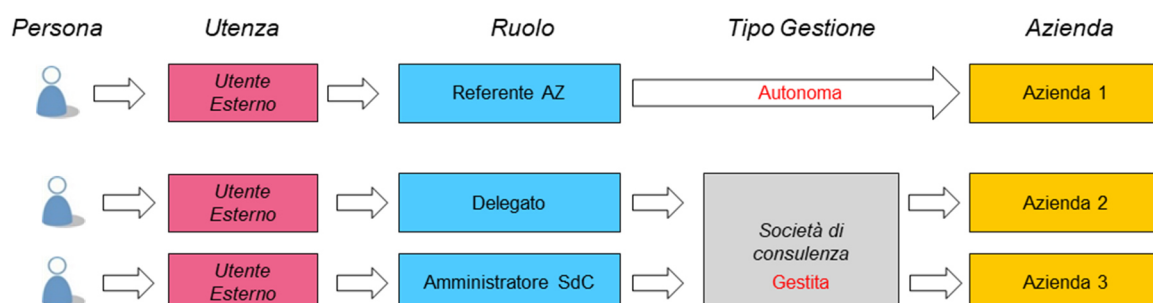 Persona Utenza Ruolo Tipo Gestione Azienda
Utente
Esterno
Referente AZ
Autonoma
Azienda 1
Utente
Esterno
Delegato
Società di
consulenza
Gestita
Azienda 2
Utente
Esterno
Amministratore SdC
Azienda 3